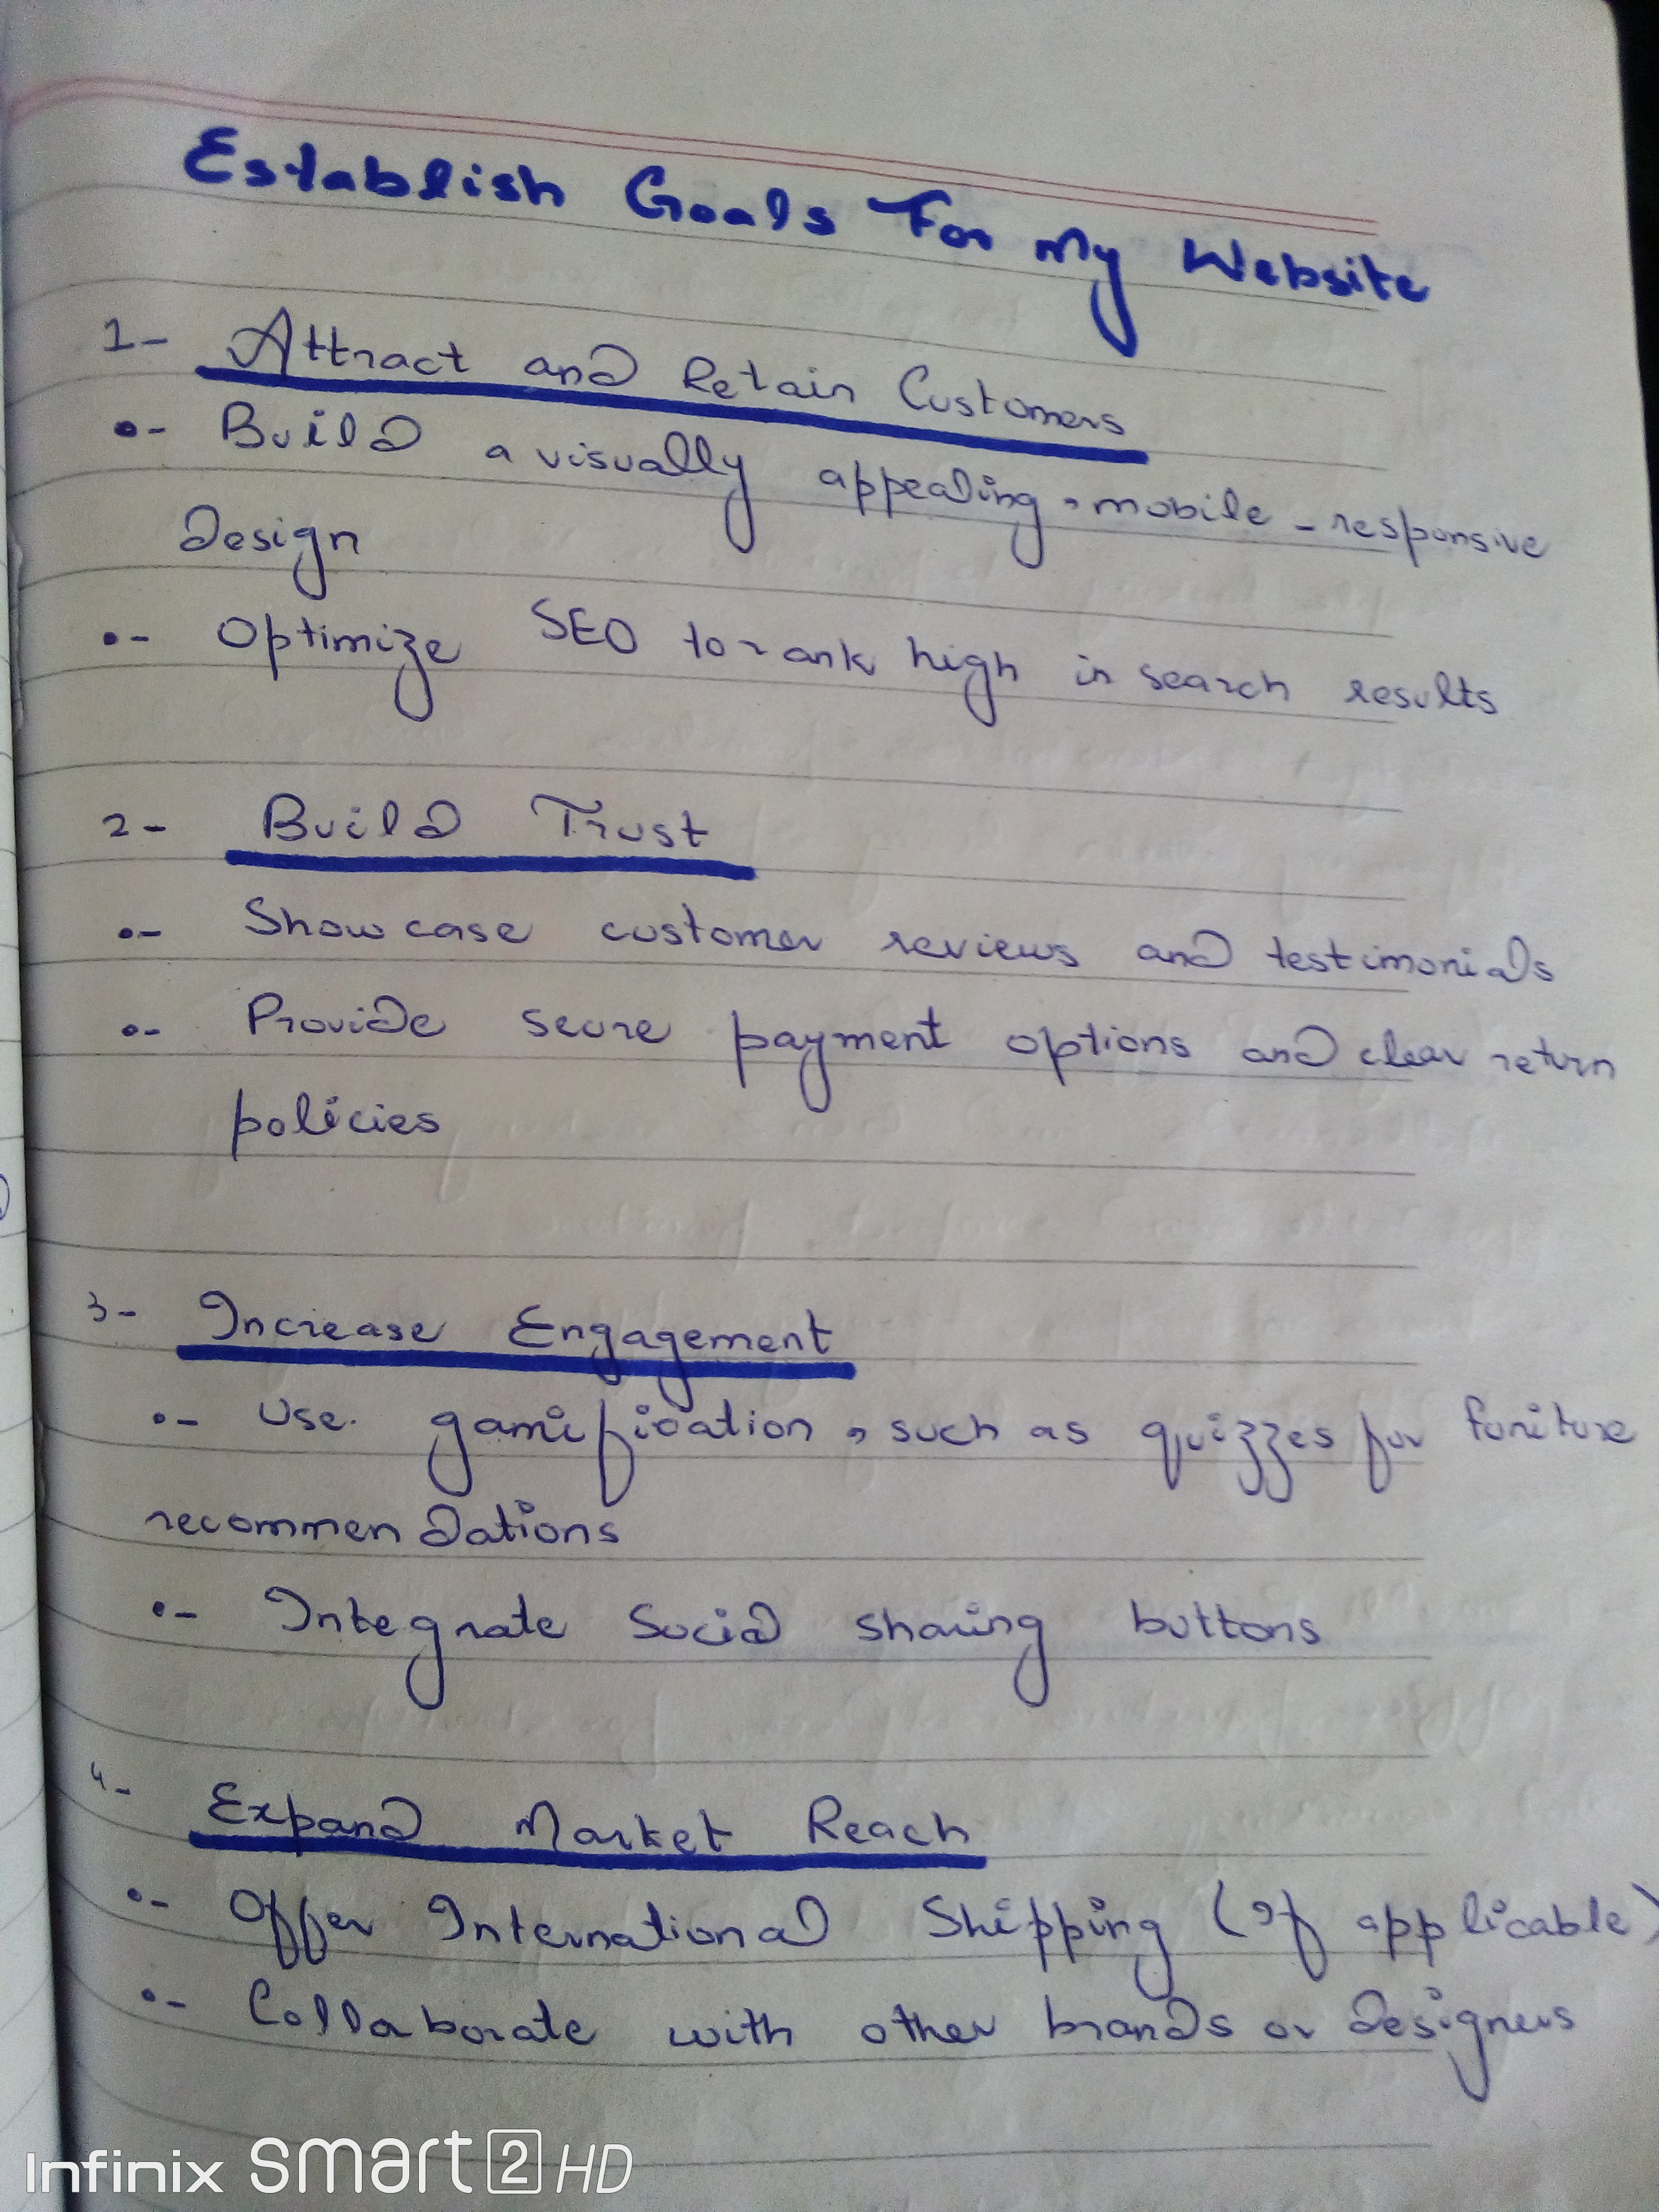 Establish Goals For My Website
1- Attract and Retain Customers
•- Build a visually appealing, mobile-responsive
design
•- Optimize SEO to rank high in search results
2- Build Trust
•- Showcase customer reviews and testimonials
•- Provide secure payment options and clear return
policies
3- Increase Engagement
•- Use gamification, such as quizzes for funiture
recommendations
•- Integrate Social sharing buttons
4- Expand Market Reach
•- Offer International Shipping (If applicable)
•- Collaborate with other brands or designers
Infinix smart 2 HD